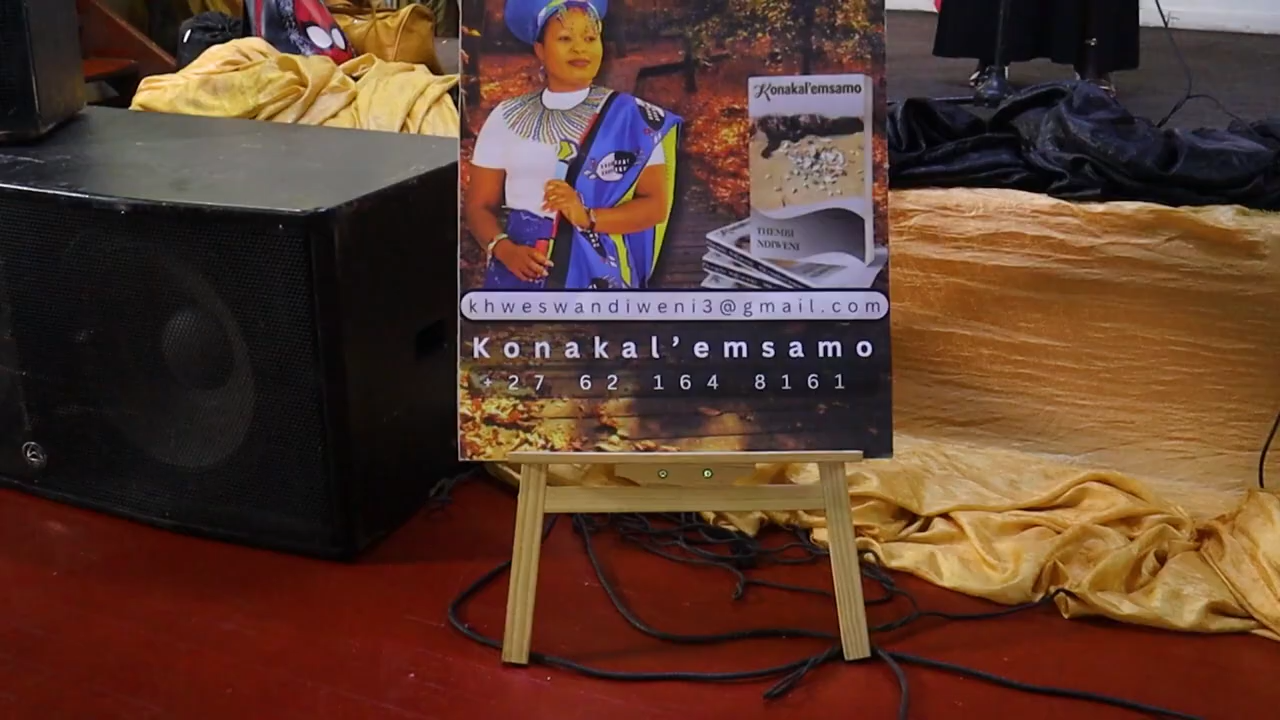 Konakal'emsamo
THEMBI
NDIWENI
khweswandiweni3@gmail.com
Konakal'emsamo
+27 62 164 8161